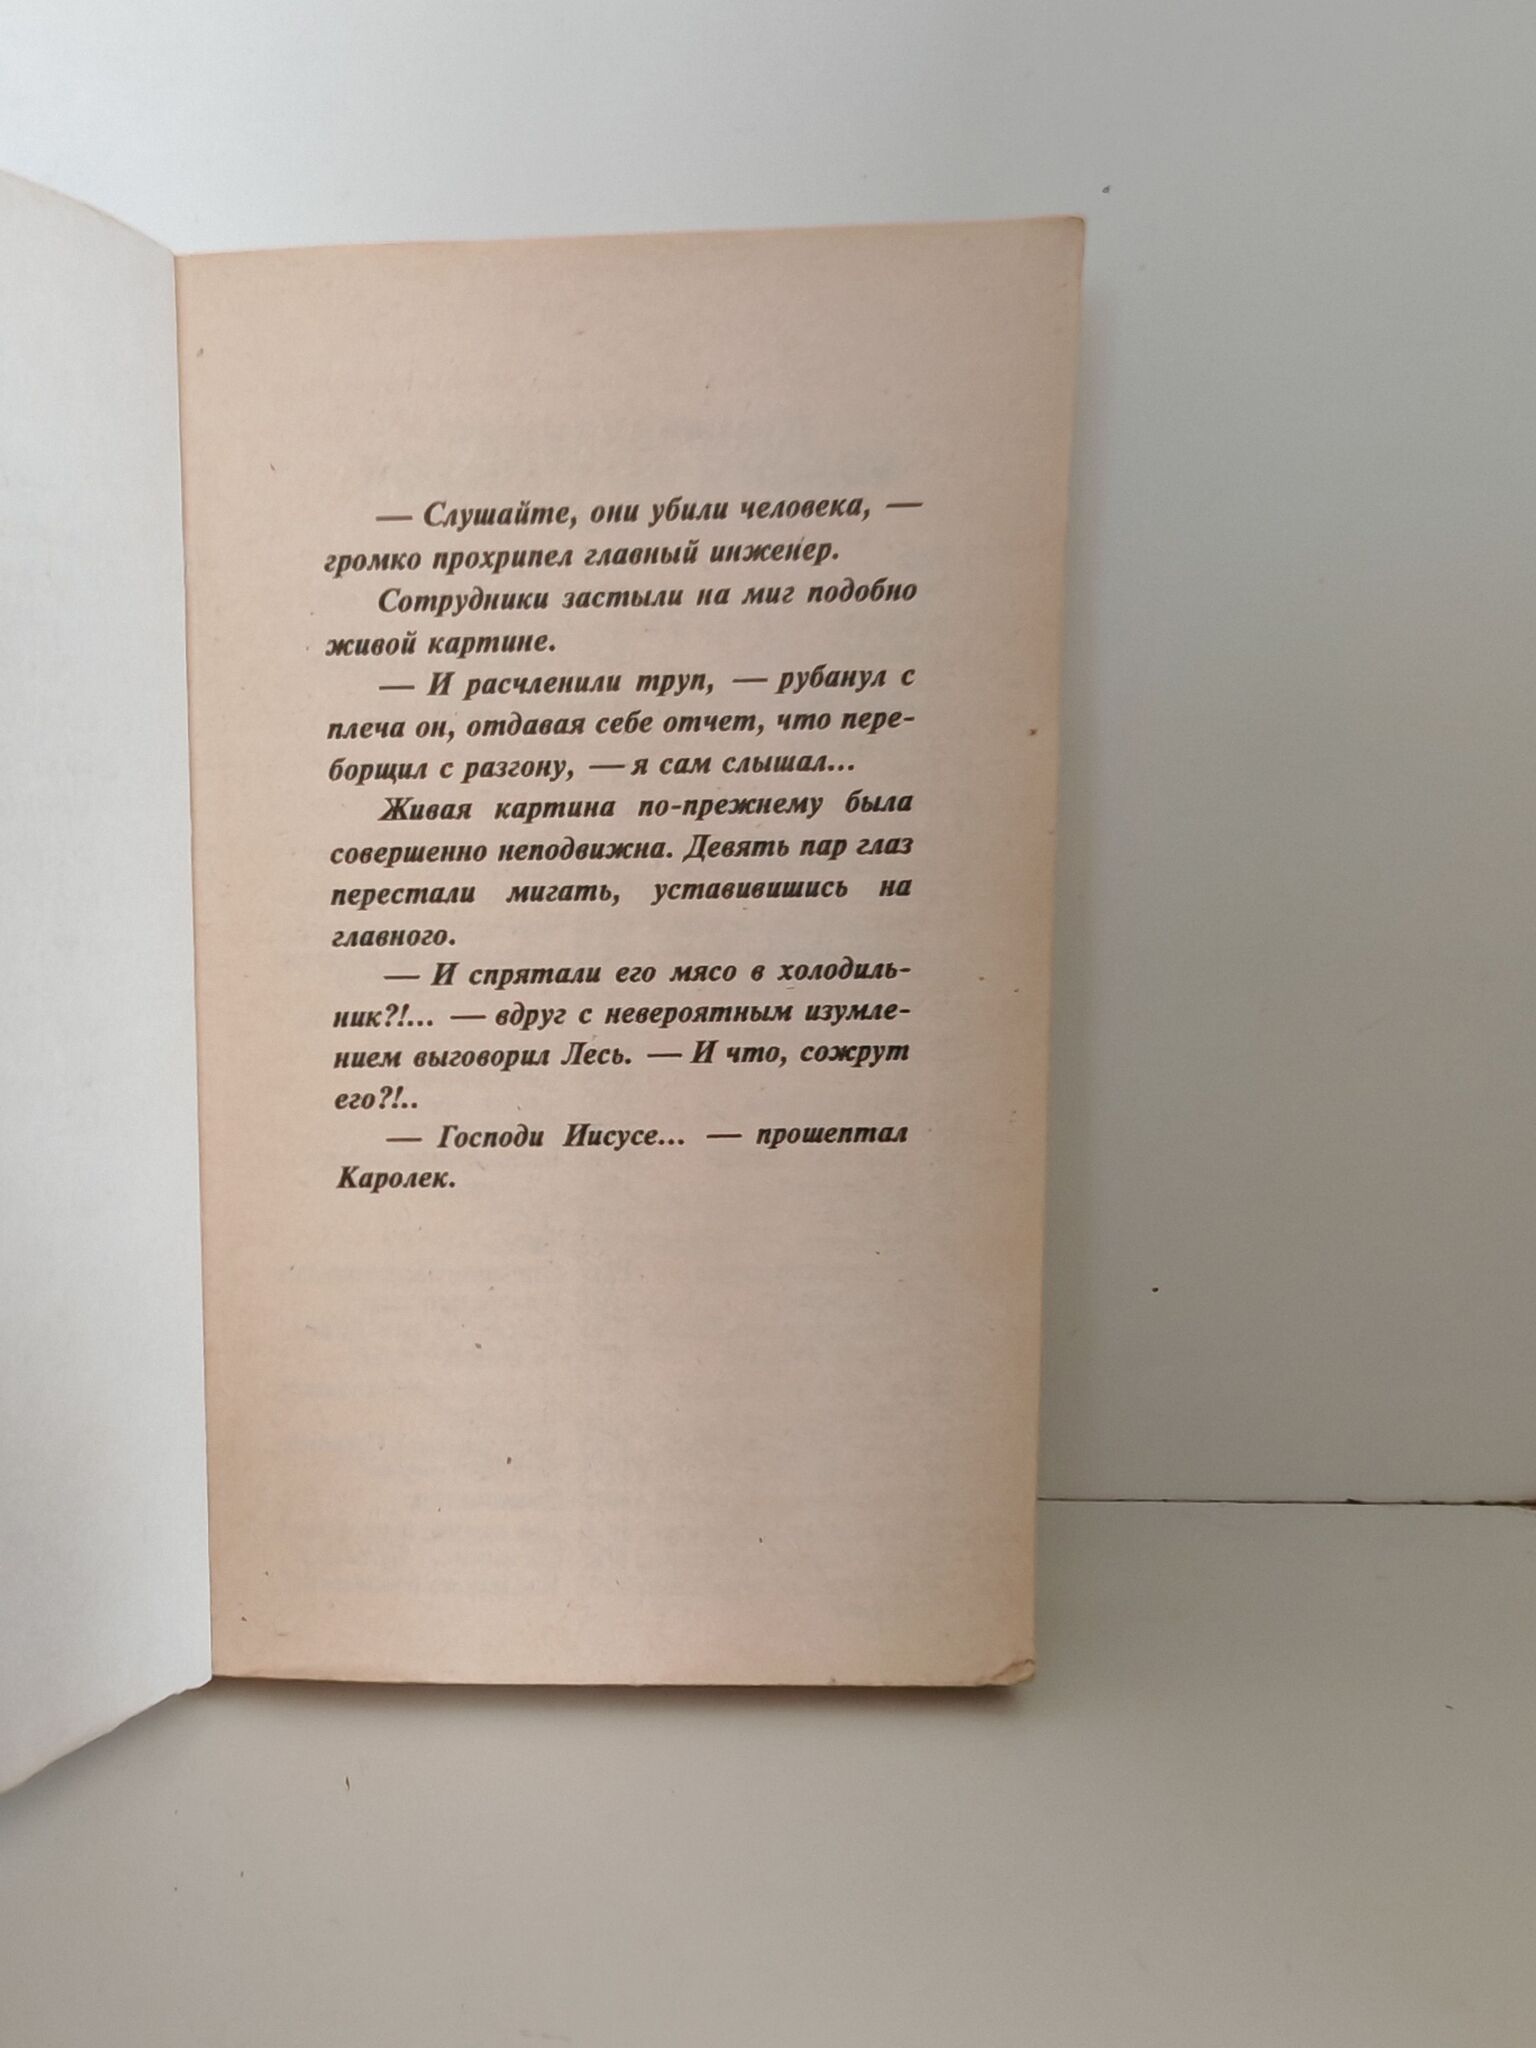 — Слушайте, они убили человека, —
громко прохрипел главный инженер.
Сотрудники застыли на миг подобно
живой картине.
— И расчленили труп, — рубанул с
плеча он, отдавая себе отчет, что пере-
борщил с разгону, — я сам слышал...
Живая картина по-прежнему была
совершенно неподвижна. Девять пар глаз
перестали мигать, уставившись на
главного.
— И спрятали его мясо в холодиль-
ник?!... — вдруг с невероятным изумле-
нием выговорил Лесь. — И что, сожрут
его?!..
— Господи Иисусе... — прошептал
Каролек.